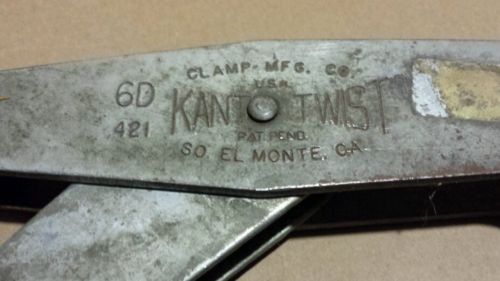 CLAMP MFG. CO.
U.S.A.
6D
421
KANT TWIST
PAT. PEND.
SO. EL MONTE, CA.